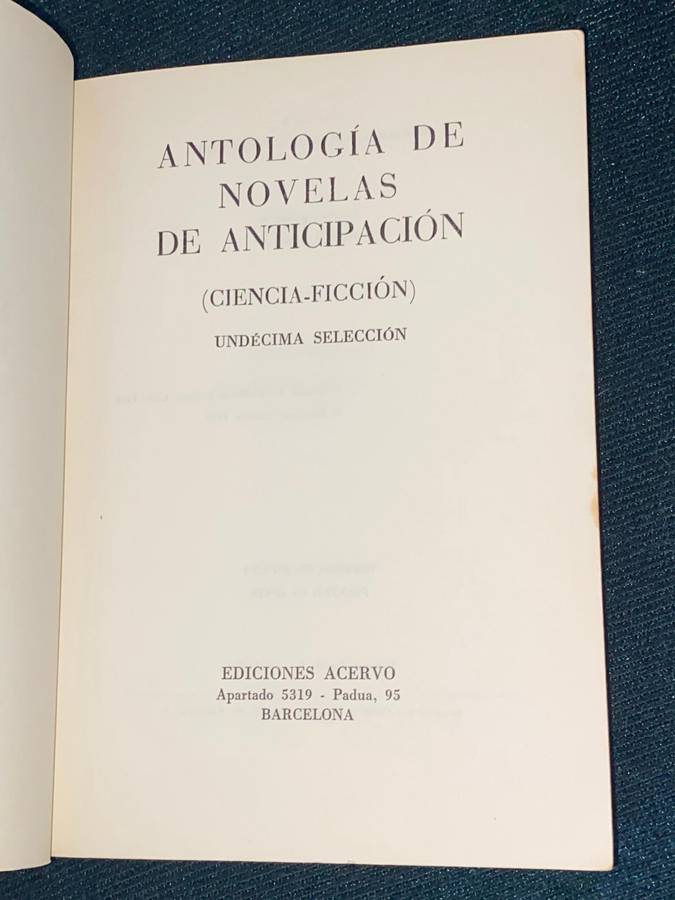 ANTOLOGÍA DE
NOVELAS
DE ANTICIPACIÓN
(CIENCIA-FICCIÓN)
UNDÉCIMA SELECCIÓN
EDICIONES ACERVO
Apartado 5319 - Padua, 95
BARCELONA